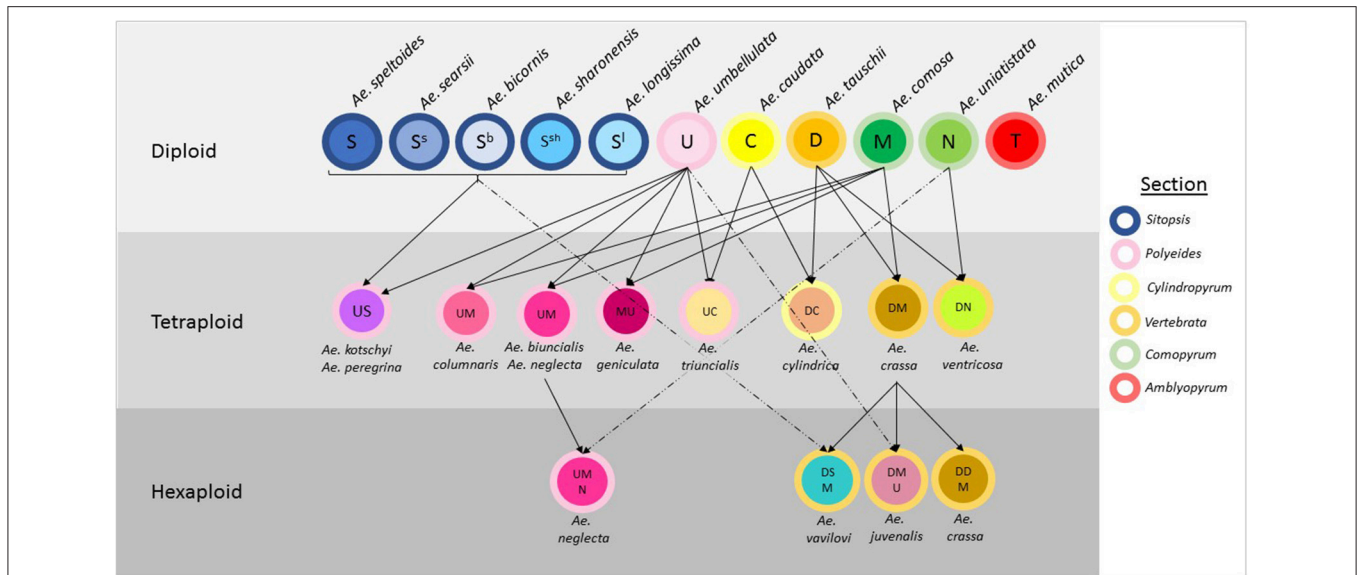 Ae. speltoides
Ae. searsii
Ae. bicornis
Ae. sharonensis
Ae. longissima
Ae. umbellulata
Ae. caudata
Ae. tauschii
Ae. comosa
Ae. uniatistata
Ae. mutica
Diploid
S
Sˢ
Sᵇ
Sˢʰ
Sˡ
U
C
D
M
N
T
Section
Sitopsis
Polyeides
Cylindropyrum
Vertebrata
Comopyrum
Amblyopyrum
Tetraploid
US
UM
UM
MU
UC
DC
DM
DN
Ae. kotschyi
Ae. peregrina
Ae.
columnaris
Ae. biuncialis
Ae. neglecta
Ae.
geniculata
Ae.
triuncialis
Ae.
cylindrica
Ae.
crassa
Ae.
ventricosa
Hexaploid
UM
N
DS
M
DM
U
DD
M
Ae.
neglecta
Ae.
vavilovi
Ae.
juvenalis
Ae.
crassa